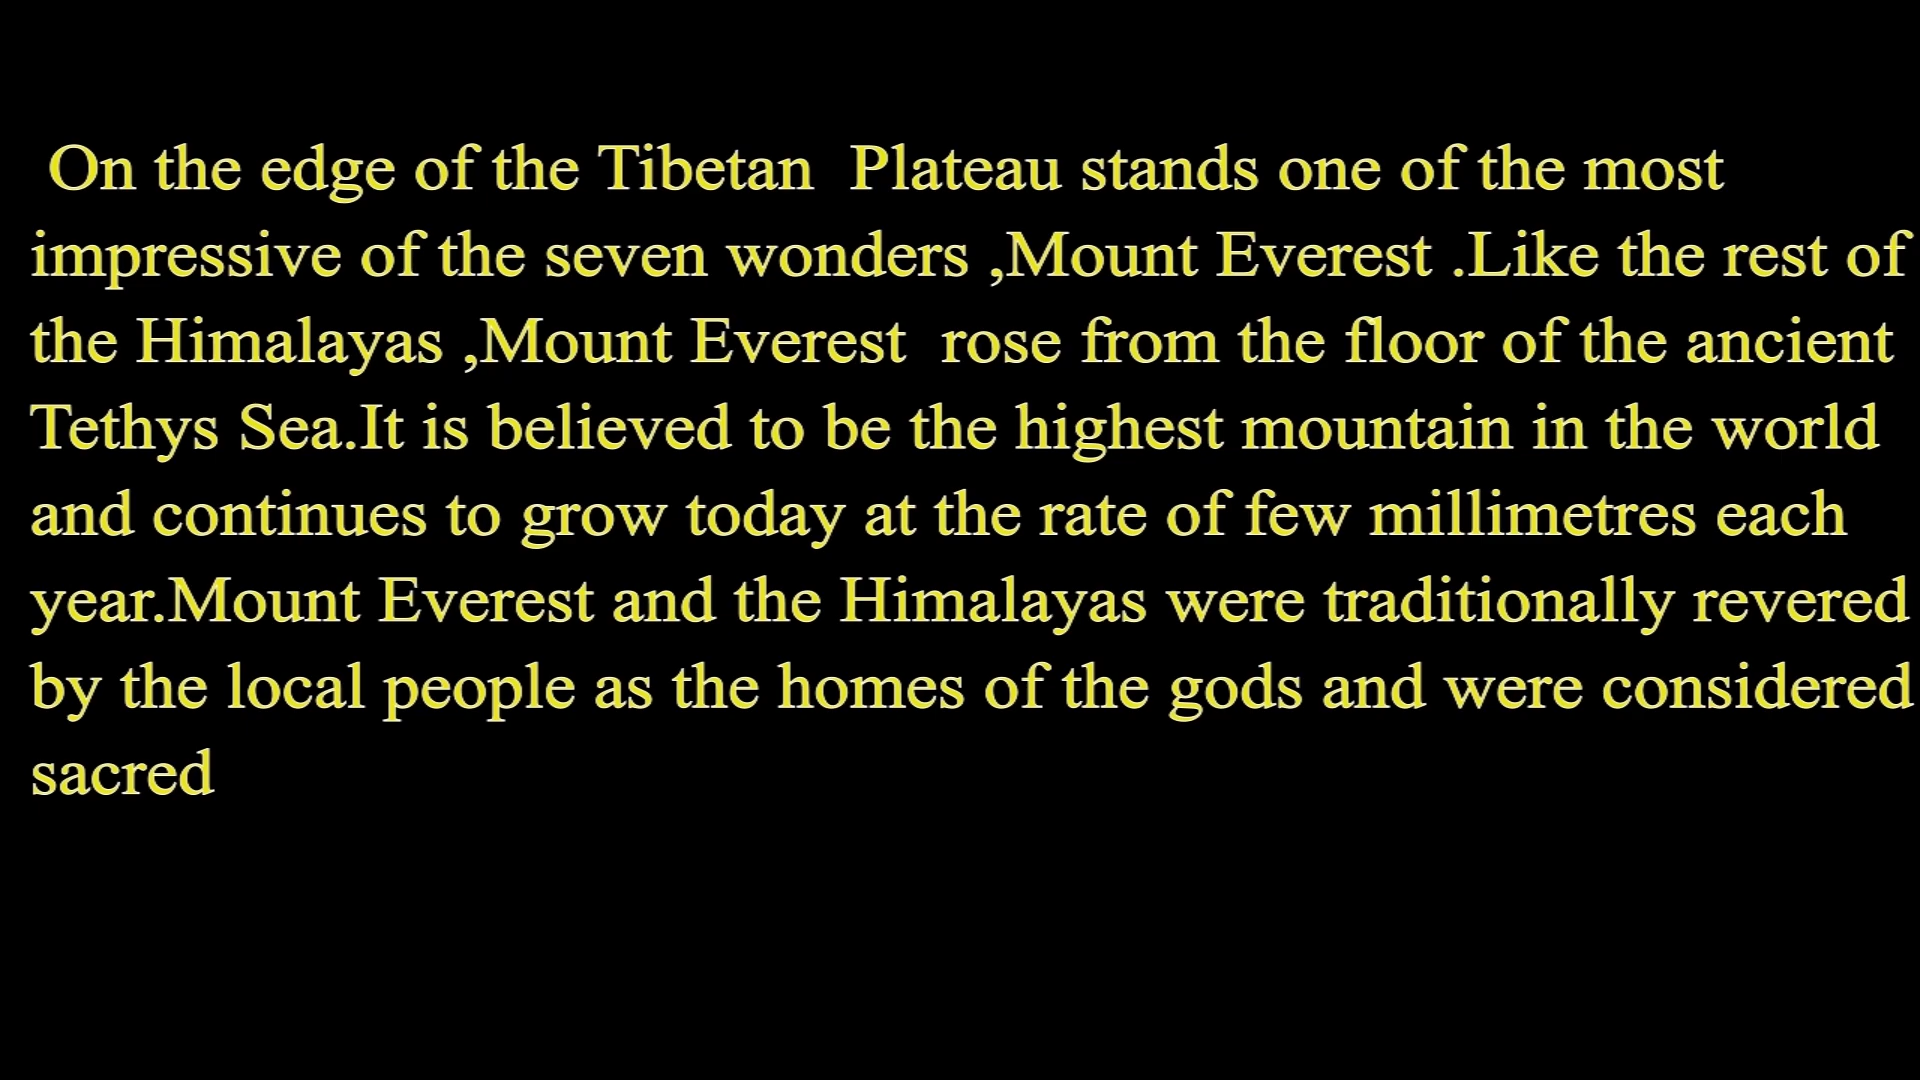 On the edge of the Tibetan  Plateau stands one of the most
impressive of the seven wonders ,Mount Everest .Like the rest of
the Himalayas ,Mount Everest  rose from the floor of the ancient
Tethys Sea.It is believed to be the highest mountain in the world
and continues to grow today at the rate of few millimetres each
year.Mount Everest and the Himalayas were traditionally revered
by the local people as the homes of the gods and were considered
sacred